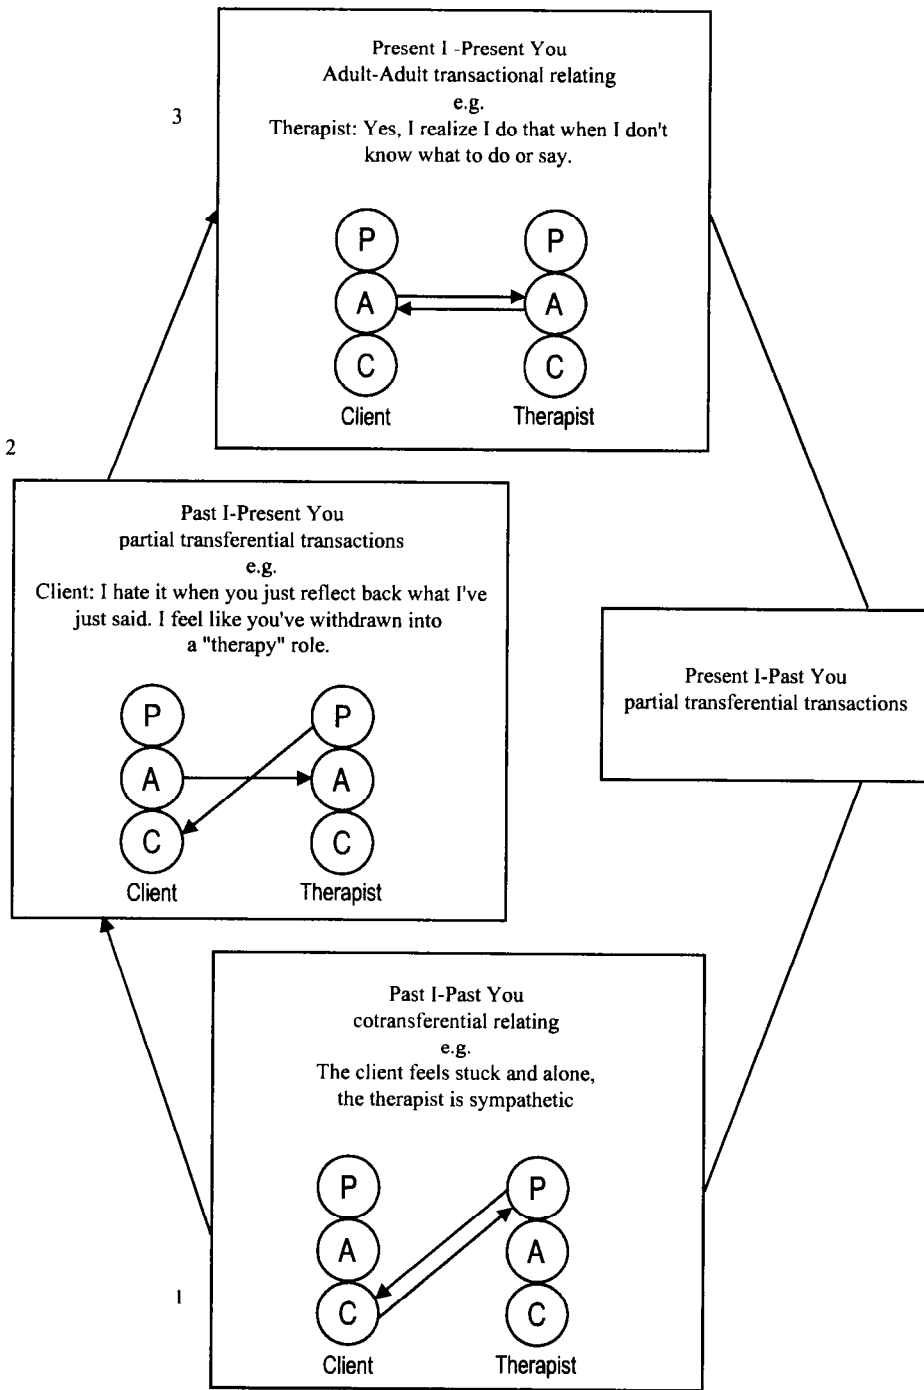 3
Present I -Present You
Adult-Adult transactional relating
e.g.
Therapist: Yes, I realize I do that when I don't
know what to do or say.
P P
A A
C C
Client Therapist
2
Past I-Present You
partial transferential transactions
e.g.
Client: I hate it when you just reflect back what I've
just said. I feel like you've withdrawn into
a "therapy" role.
P P
A A
C C
Client Therapist
Present I-Past You
partial transferential transactions
1
Past I-Past You
cotransferential relating
e.g.
The client feels stuck and alone,
the therapist is sympathetic
P P
A A
C C
Client Therapist